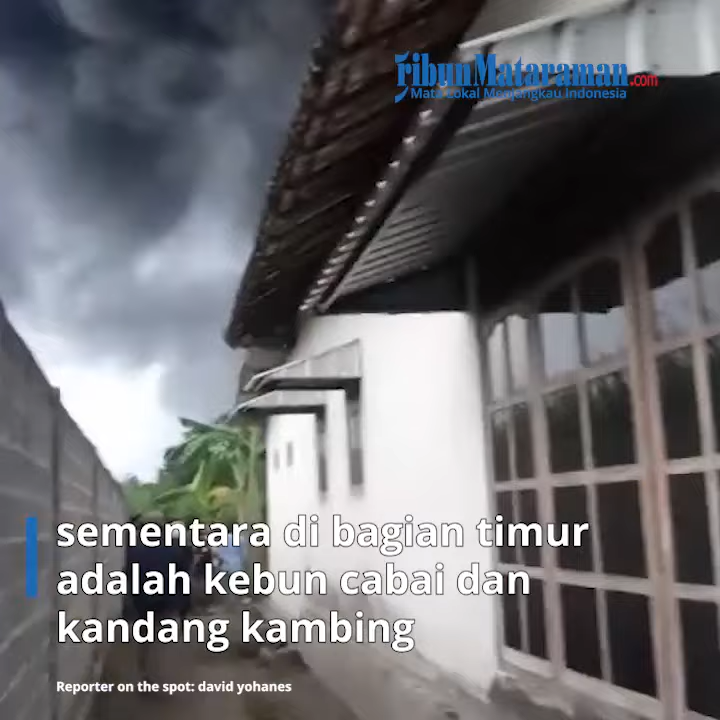 TribunMataraman.com
Mata Lokal Menjangkau Indonesia
sementara di bagian timur
adalah kebun cabai dan
kandang kambing
Reporter on the spot: david yohanes